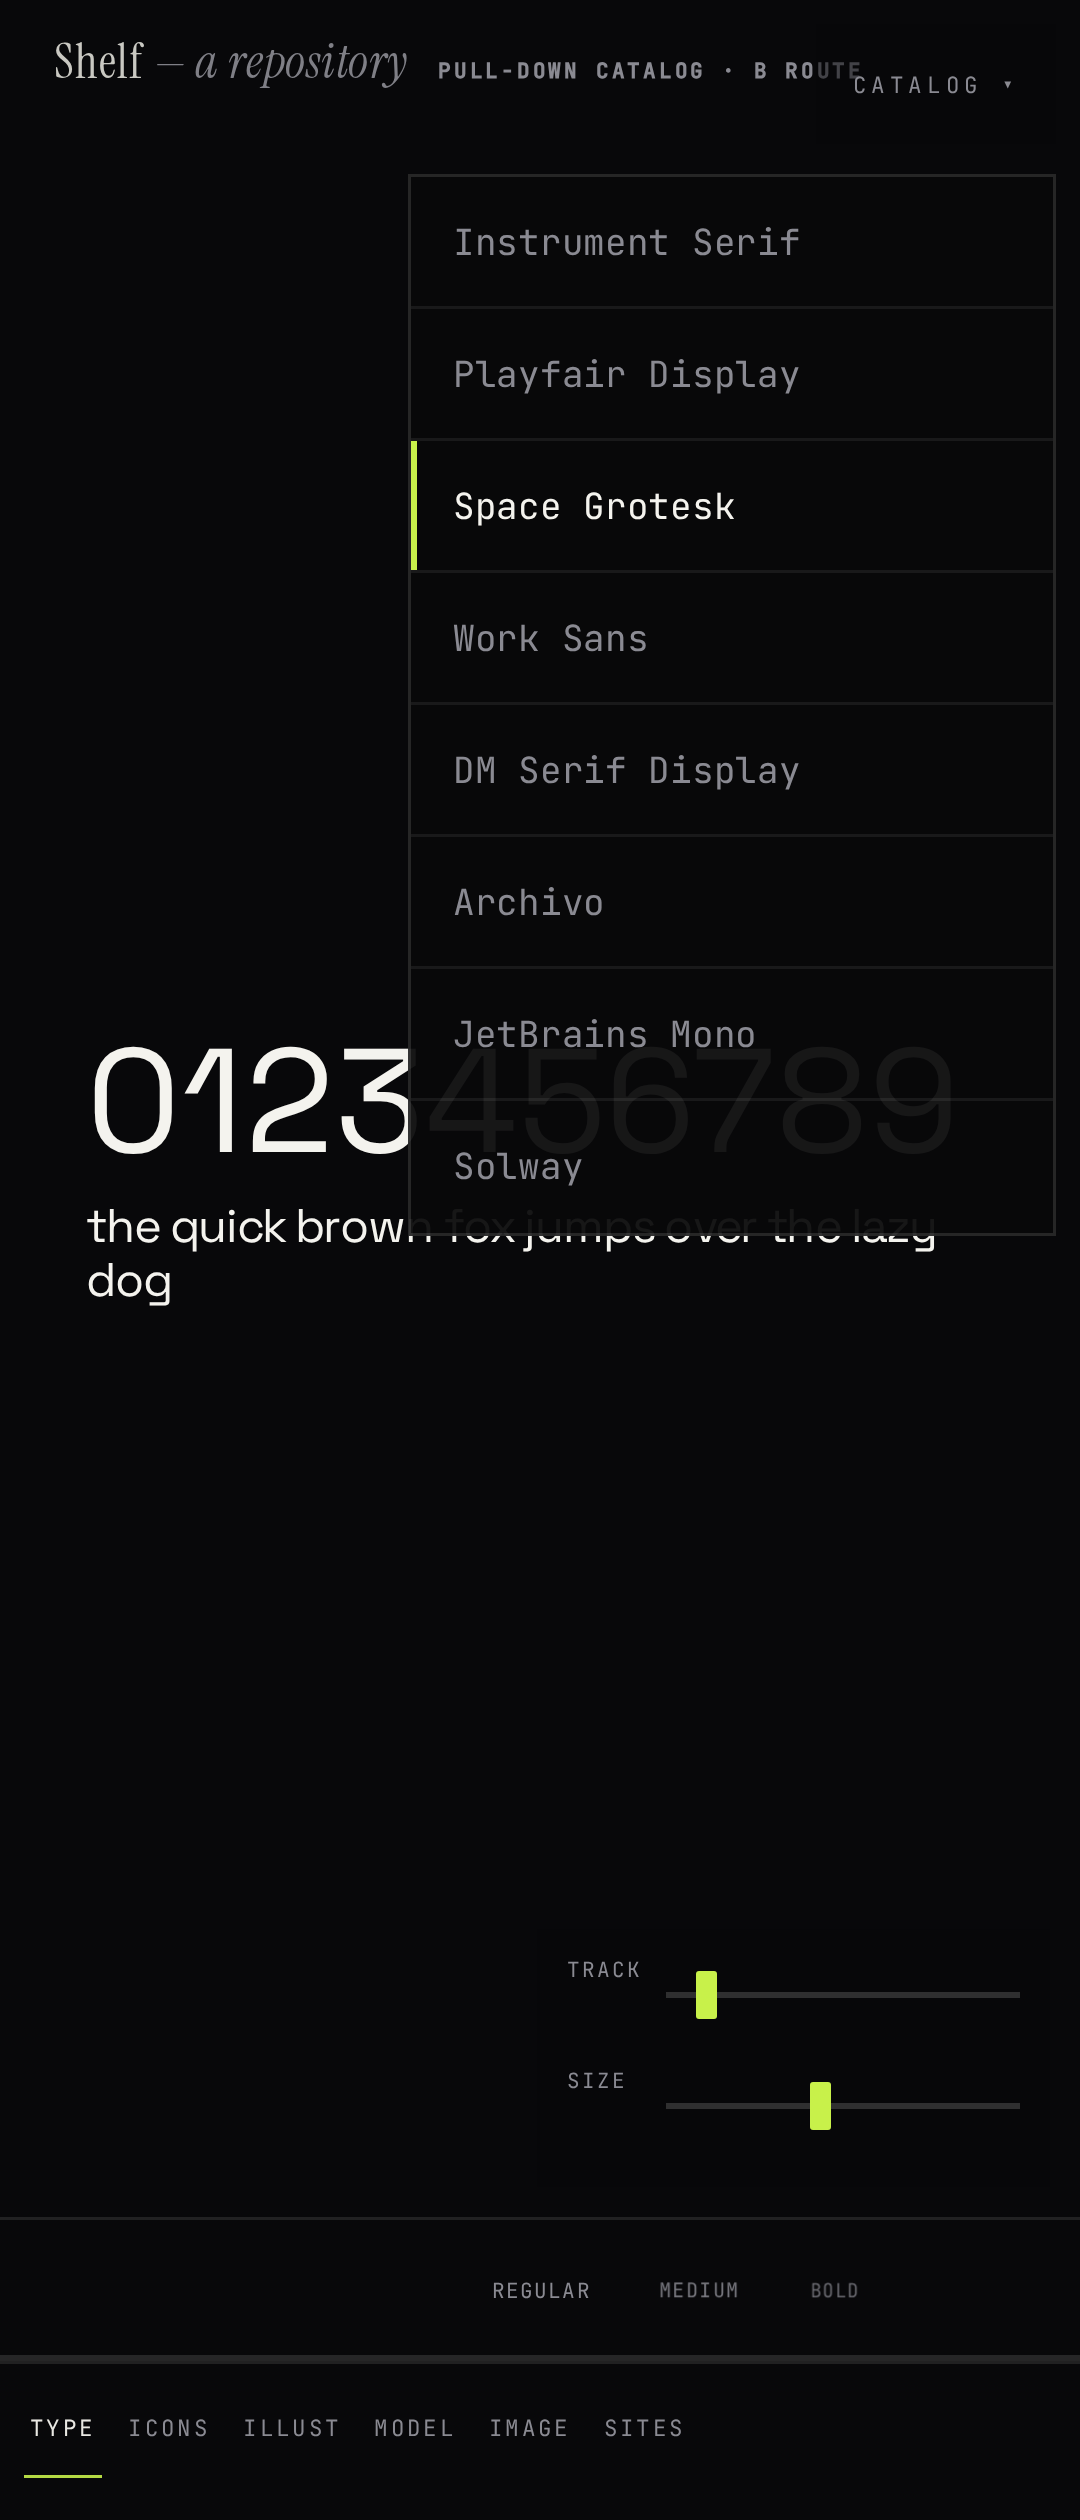 Shelf — a repository PULL-DOWN CATALOG · B ROUTE
CATALOG ▾
Instrument Serif
Playfair Display
Space Grotesk
Work Sans
DM Serif Display
Archivo
JetBrains Mono
0123456789
Solway
the quick brown fox jumps over the lazy
dog
TRACK
SIZE
REGULAR MEDIUM BOLD
TYPE ICONS ILLUST MODEL IMAGE SITES